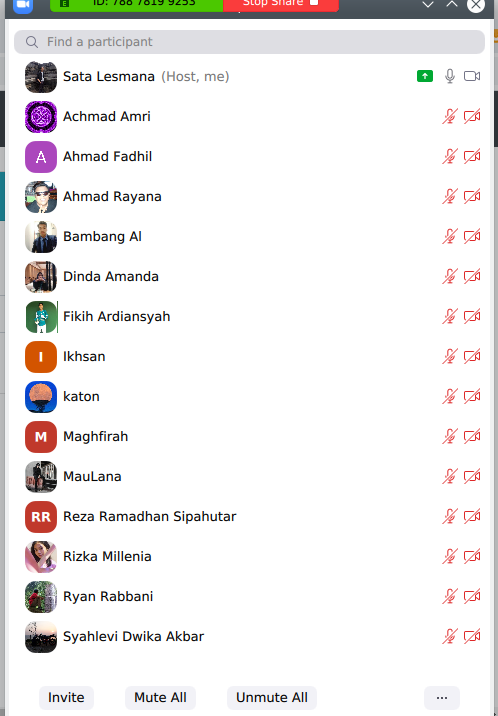 ID: 788 7819 9253 Stop Share
Find a participant
Sata Lesmana (Host, me)
Achmad Amri
A Ahmad Fadhil
Ahmad Rayana
Bambang Al
Dinda Amanda
Fikih Ardiansyah
I Ikhsan
katon
M Maghfirah
MauLana
RR Reza Ramadhan Sipahutar
Rizka Millenia
Ryan Rabbani
Syahlevi Dwika Akbar
Invite Mute All Unmute All ...